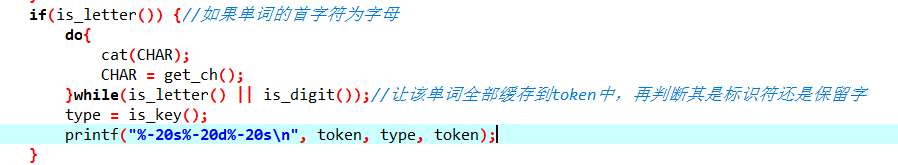 if(is_letter()) {//如果单词的首字符为字母
do{
cat(CHAR);
CHAR = get_ch();
}while(is_letter() || is_digit());//让该单词全部缓存到token中，再判断其是标识符还是保留字
type = is_key();
printf("%-20s%-20d%-20s\n", token, type, token);
}